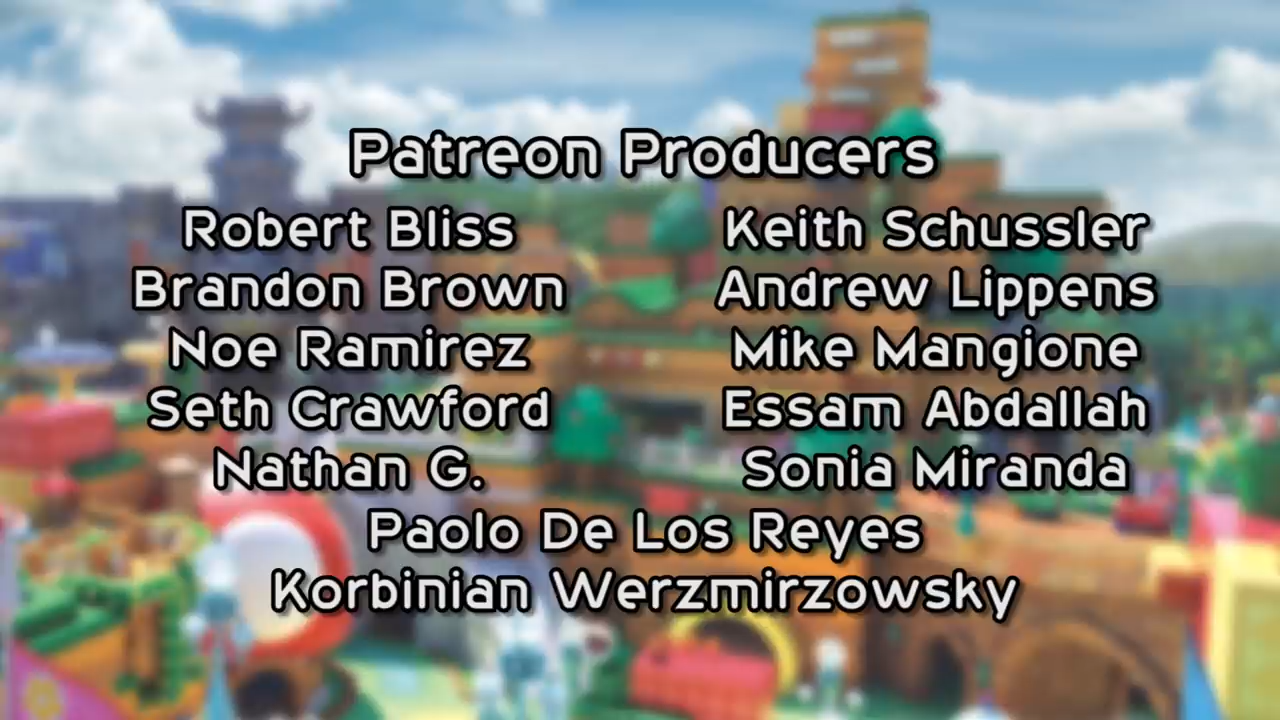 Patreon Producers
Robert Bliss Keith Schussler
Brandon Brown Andrew Lippens
Noe Ramirez Mike Mangione
Seth Crawford Essam Abdallah
Nathan G. Sonia Miranda
Paolo De Los Reyes
Korbinian Werzmirzowsky